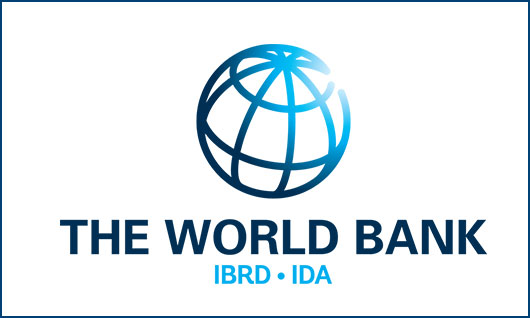 THE WORLD BANK
IBRD • IDA